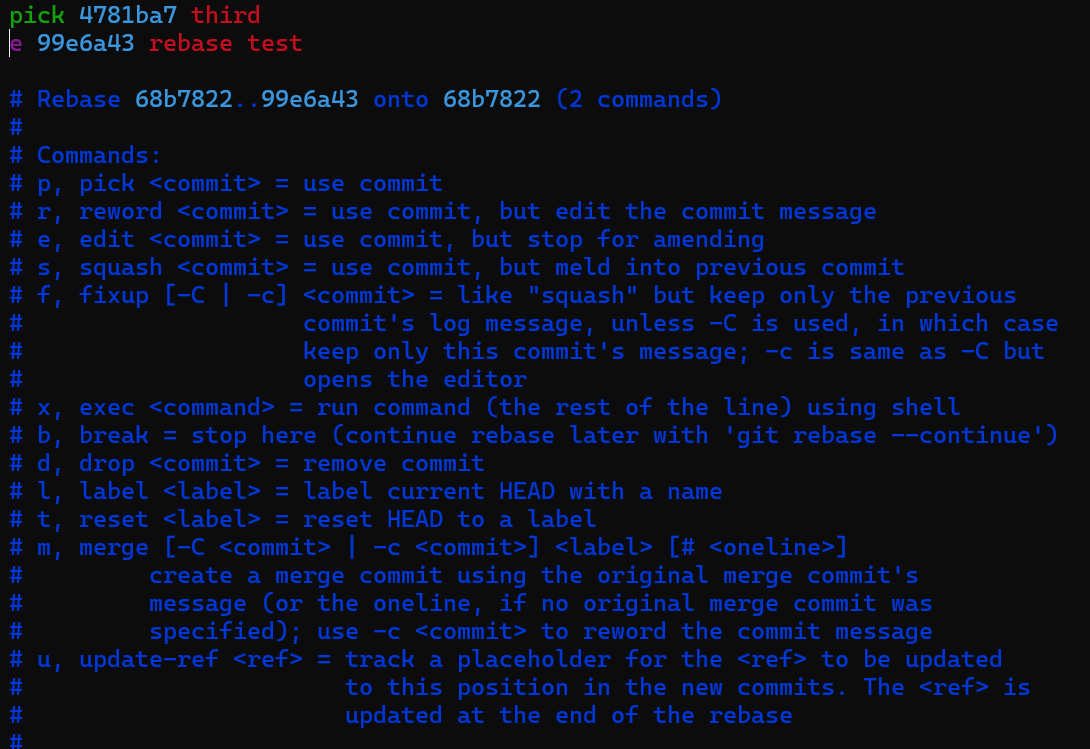 pick 4781ba7 third
e 99e6a43 rebase test

# Rebase 68b7822..99e6a43 onto 68b7822 (2 commands)
#
# Commands:
# p, pick <commit> = use commit
# r, reword <commit> = use commit, but edit the commit message
# e, edit <commit> = use commit, but stop for amending
# s, squash <commit> = use commit, but meld into previous commit
# f, fixup [-C | -c] <commit> = like "squash" but keep only the previous
#                    commit's log message, unless -C is used, in which case
#                    keep only this commit's message; -c is same as -C but
#                    opens the editor
# x, exec <command> = run command (the rest of the line) using shell
# b, break = stop here (continue rebase later with 'git rebase --continue')
# d, drop <commit> = remove commit
# l, label <label> = label current HEAD with a name
# t, reset <label> = reset HEAD to a label
# m, merge [-C <commit> | -c <commit>] <label> [# <oneline>]
#         create a merge commit using the original merge commit's
#         message (or the oneline, if no original merge commit was
#         specified); use -c <commit> to reword the commit message
# u, update-ref <ref> = track a placeholder for the <ref> to be updated
#                       to this position in the new commits. The <ref> is
#                       updated at the end of the rebase
#